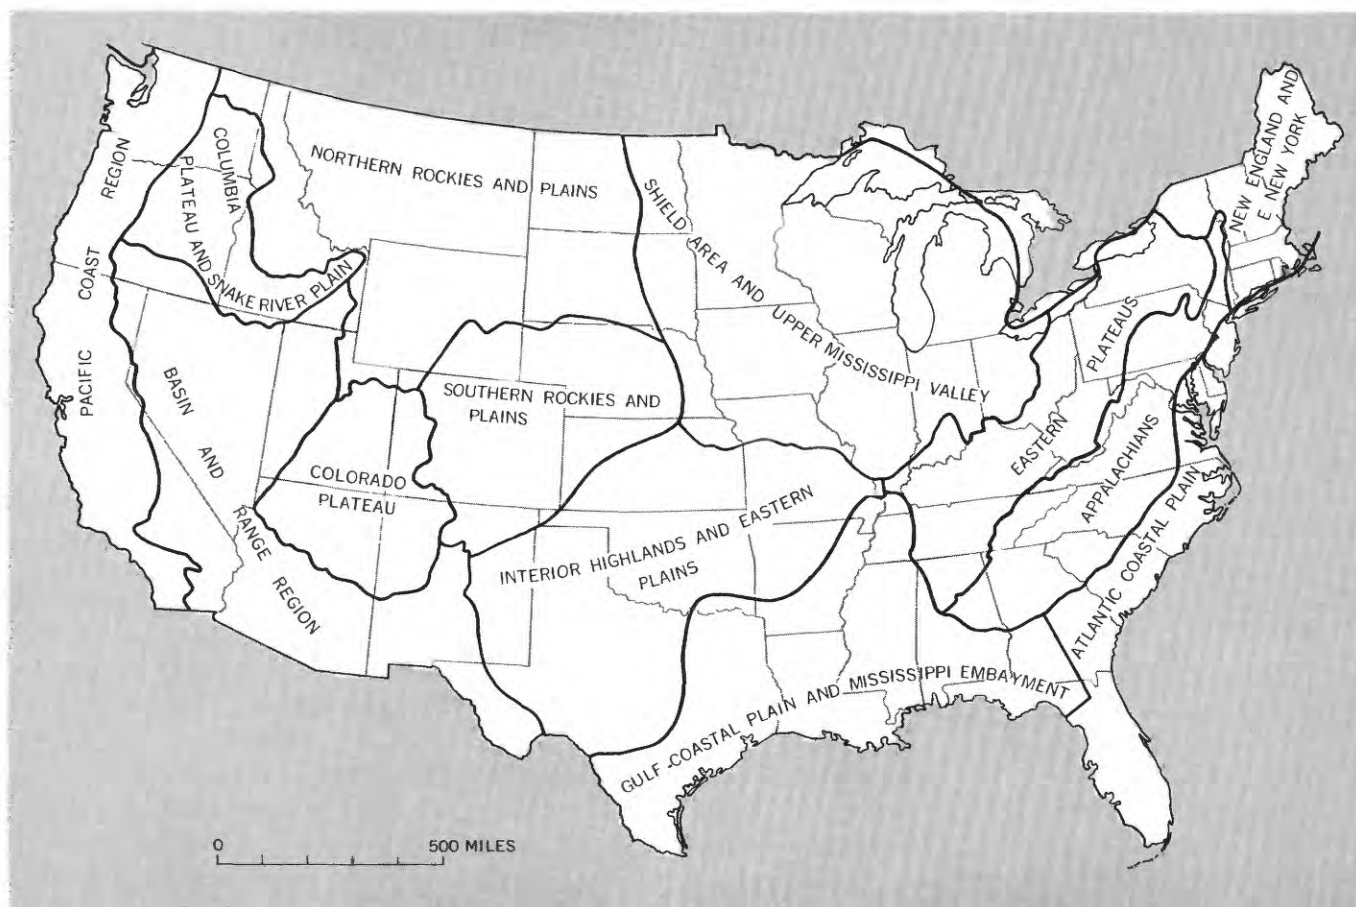 NORTHERN ROCKIES AND PLAINS
COLUMBIA
PLATEAU AND SNAKE RIVER PLAIN
PACIFIC COAST REGION
BASIN AND RANGE REGION
COLORADO
PLATEAU
SOUTHERN ROCKIES AND
PLAINS
SHIELD AREA AND UPPER MISSISSIPPI VALLEY
INTERIOR HIGHLANDS AND EASTERN
PLAINS
GULF COASTAL PLAIN AND MISSISSIPPI EMBAYMENT
EASTERN PLATEAUS
APPALACHIANS
ATLANTIC COASTAL PLAIN
NEW ENGLAND AND
E NEW YORK
0 500 MILES